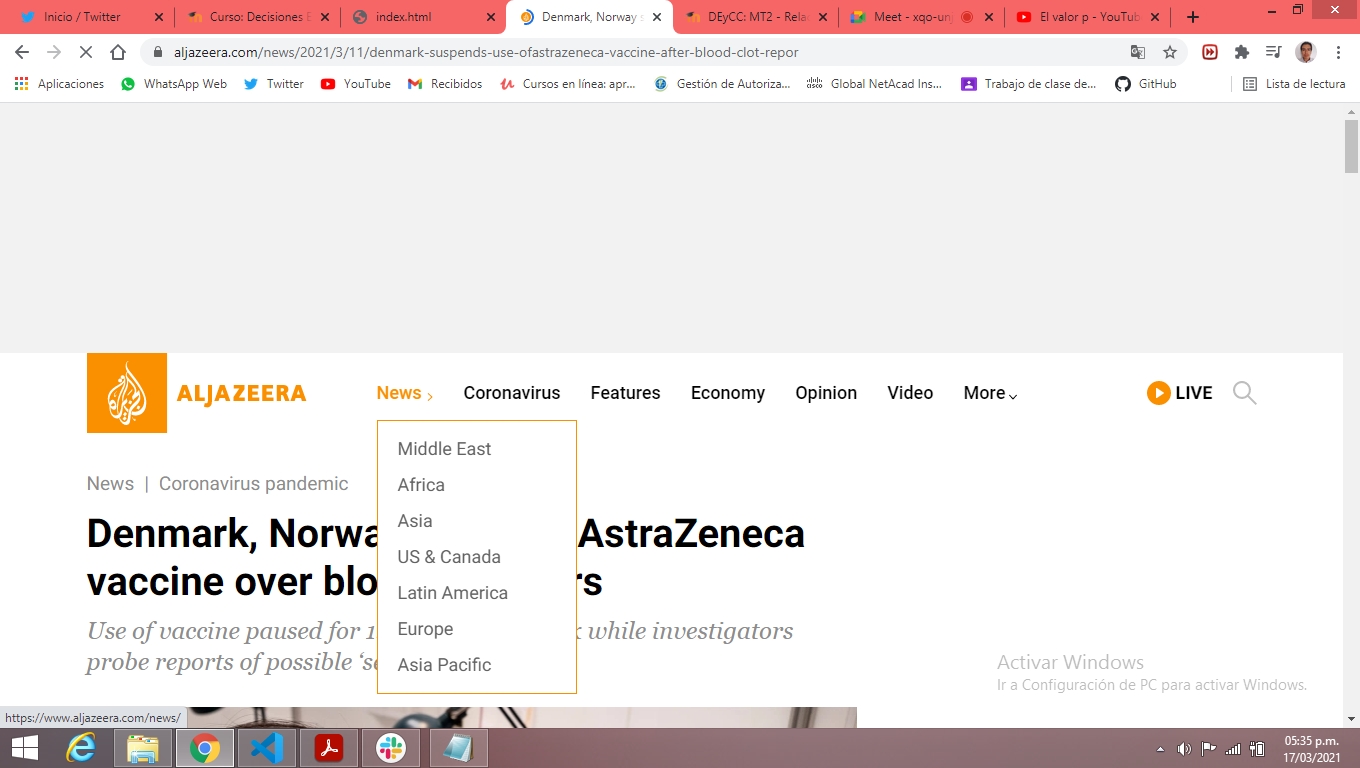 Inicio / Twitter
Curso: Decisiones E
index.html
Denmark, Norway s
DEyCC: MT2 - Rela
Meet - xqo-unj
El valor p - YouTub
aljazeera.com/news/2021/3/11/denmark-suspends-use-ofastrazeneca-vaccine-after-blood-clot-repor
Aplicaciones
WhatsApp Web
Twitter
YouTube
Recibidos
Cursos en línea: apr...
Gestión de Autoriza...
Global NetAcad Ins...
Trabajo de clase de...
GitHub
Lista de lectura
ALJAZEERA
News
Coronavirus
Features
Economy
Opinion
Video
More
LIVE
Middle East
Africa
Asia
US & Canada
Latin America
Europe
Asia Pacific
News | Coronavirus pandemic
Denmark, Norwa AstraZeneca
vaccine over blo rs
Use of vaccine paused for 1 k while investigators
probe reports of possible ‘se
Activar Windows
Ir a Configuración de PC para activar Windows.
https://www.aljazeera.com/news/
05:35 p.m.
17/03/2021